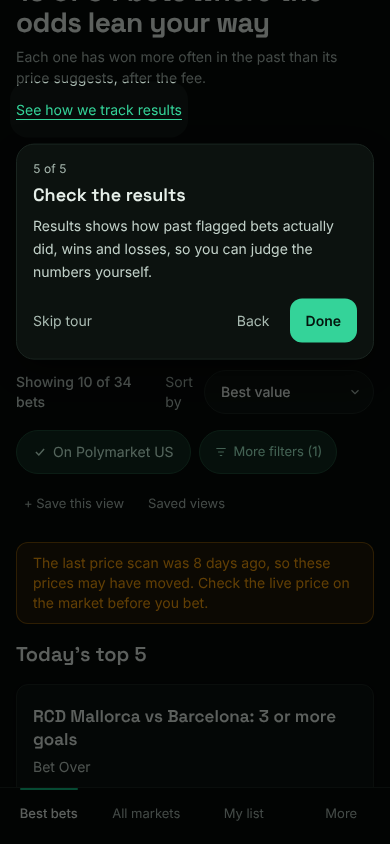 odds lean your way
Each one has won more often in the past than its
price suggests, after the fee.
See how we track results
5 of 5
Check the results
Results shows how past flagged bets actually
did, wins and losses, so you can judge the
numbers yourself.
Skip tour
Back
Done
Showing 10 of 34
bets
Sort
by
Best value
On Polymarket US
More filters (1)
+ Save this view
Saved views
The last price scan was 8 days ago, so these
prices may have moved. Check the live price on
the market before you bet.
Today's top 5
RCD Mallorca vs Barcelona: 3 or more
goals
Bet Over
Best bets
All markets
My list
More